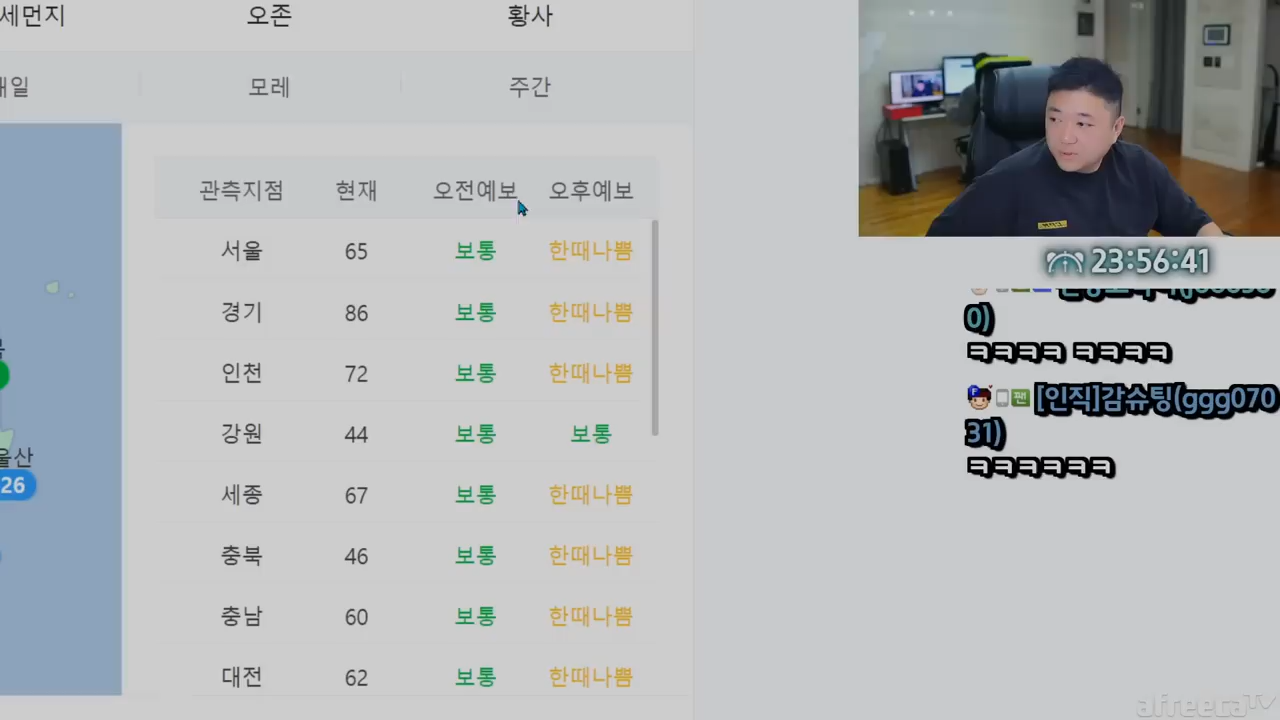 세먼지 오존 황사
내일 모레 주간
관측지점 현재 오전예보 오후예보
서울 65 보통 한때나쁨
경기 86 보통 한때나쁨
인천 72 보통 한때나쁨
강원 44 보통 보통
세종 67 보통 한때나쁨
충북 46 보통 한때나쁨
충남 60 보통 한때나쁨
대전 62 보통 한때나쁨
울산
26
23:56:41
0)
ㅋㅋㅋㅋ ㅋㅋㅋㅋ
팬 [인직]감슈팅(ggg070
31)
ㅋㅋㅋㅋㅋㅋ
afreecaTV